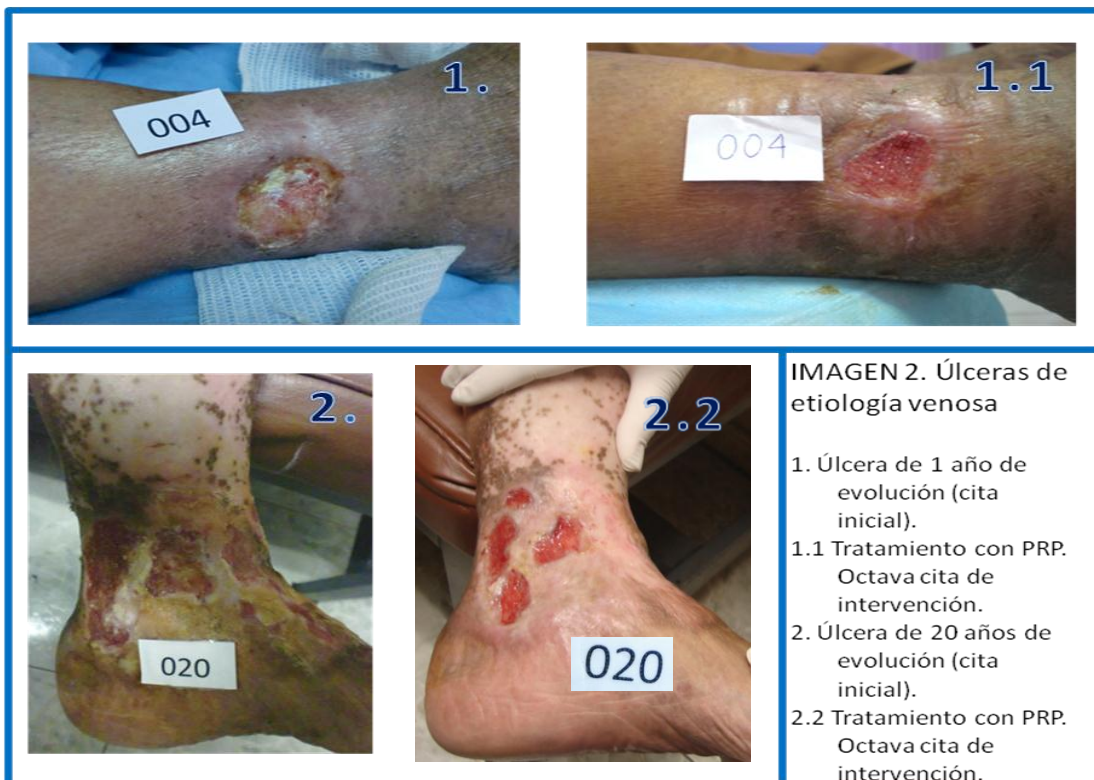 1.
004
1.1
004
2.
020
2.2
020
IMAGEN 2. Úlceras de
etiología venosa
1. Úlcera de 1 año de
evolución (cita
inicial).
1.1 Tratamiento con PRP.
Octava cita de
intervención.
2. Úlcera de 20 años de
evolución (cita
inicial).
2.2 Tratamiento con PRP.
Octava cita de
intervención.